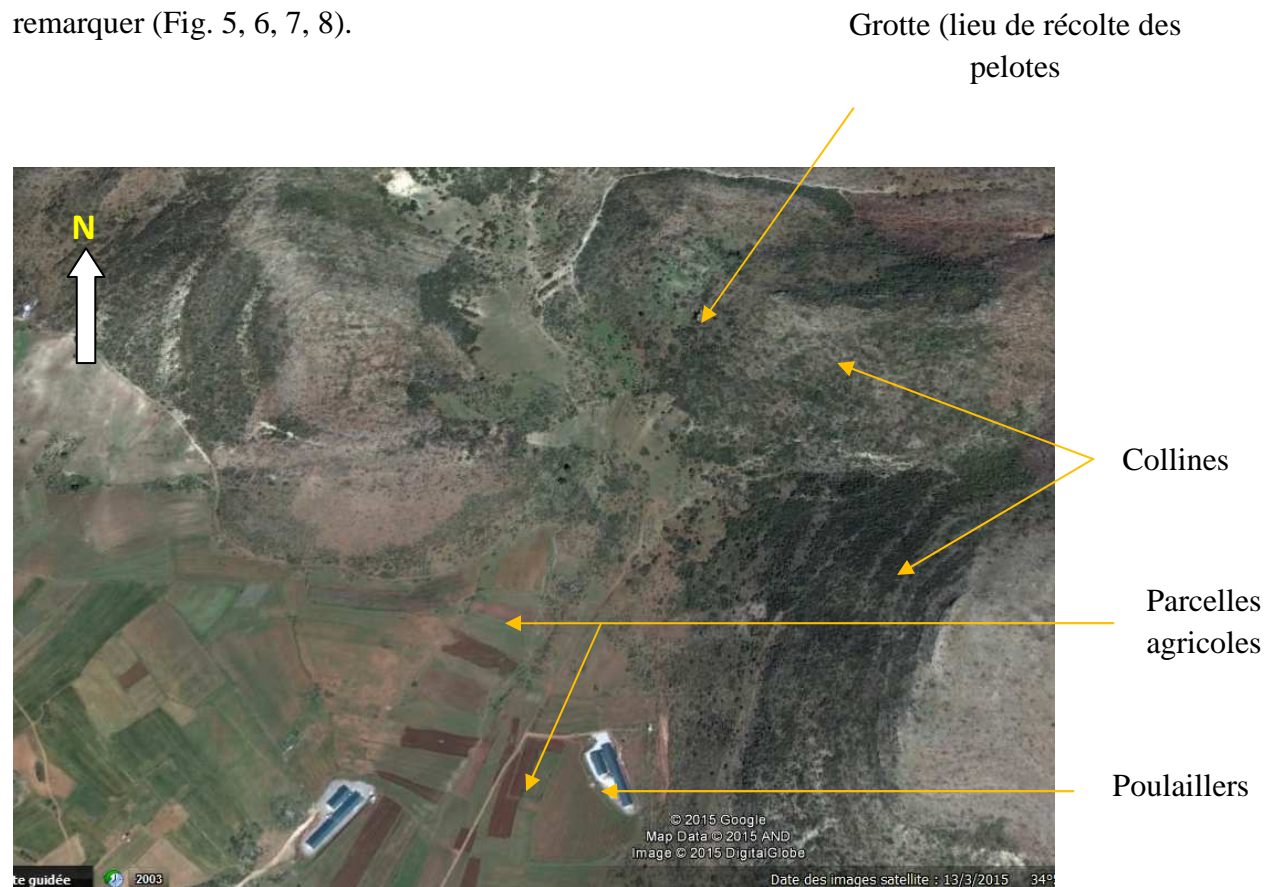 remarquer (Fig. 5, 6, 7, 8).
Grotte (lieu de récolte des
pelotes
N
Collines
Parcelles
agricoles
Poulaillers
© 2015 Google
Map Data © 2015 AND
Image © 2015 DigitalGlobe
te guidée
2003
Date des images satellite : 13/3/2015
34°